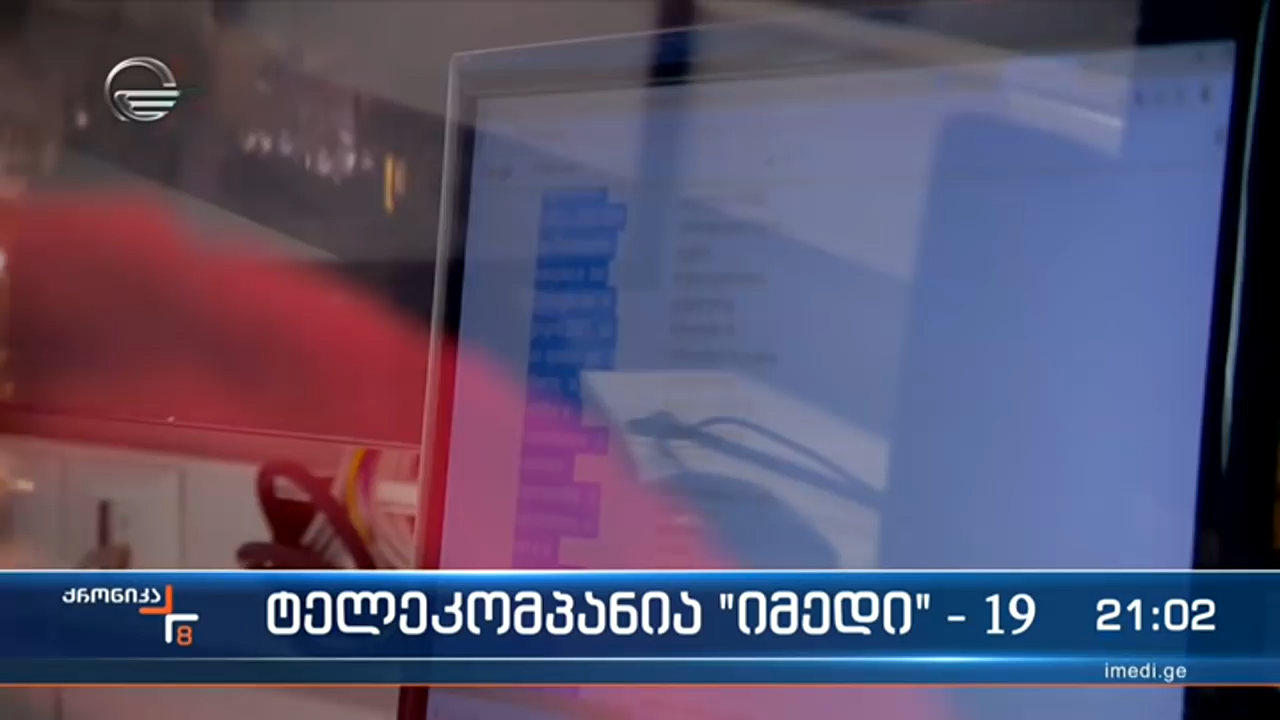 ქრონიკა
8
ტელეკომპანია "იმედი" - 19
21:02
imedi.ge